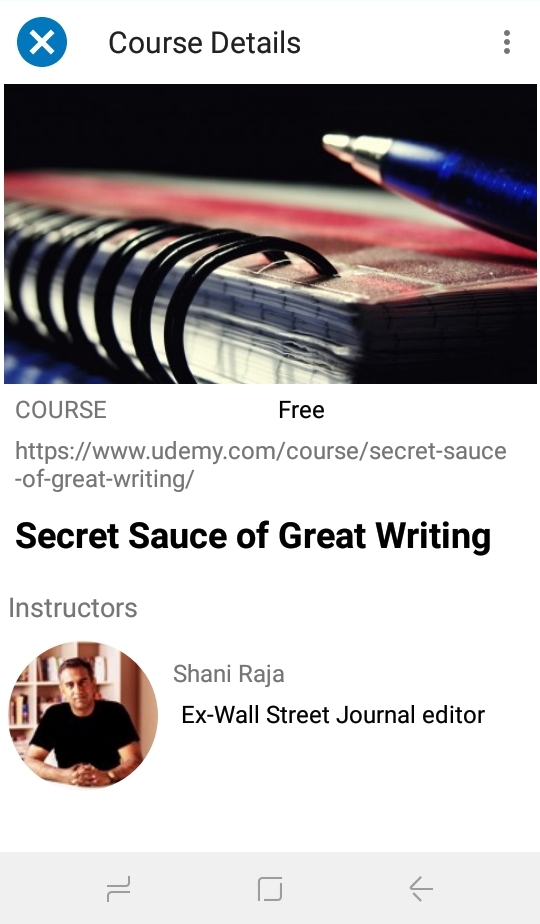 Course Details
COURSE Free
https://www.udemy.com/course/secret-sauce
-of-great-writing/
Secret Sauce of Great Writing
Instructors
Shani Raja
Ex-Wall Street Journal editor